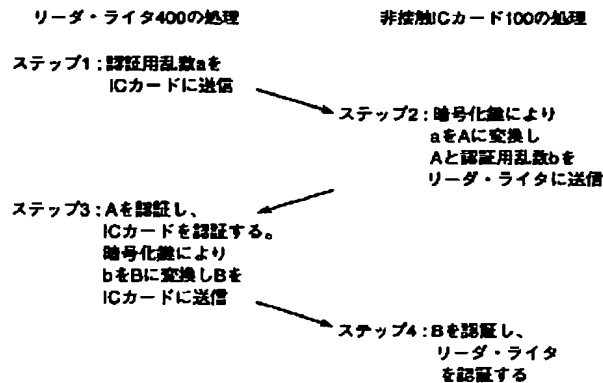 リーダ・ライタ400の処理
非接触ICカード100の処理
ステップ1:認証用乱数aを
ICカードに送信
ステップ2:暗号化鍵により
aをAに変換し
Aと認証用乱数bを
リーダ・ライタに送信
ステップ3:Aを認証し、
ICカードを認証する。
暗号化鍵により
bをBに変換しBを
ICカードに送信
ステップ4:Bを認証し、
リーダ・ライタ
を認証する